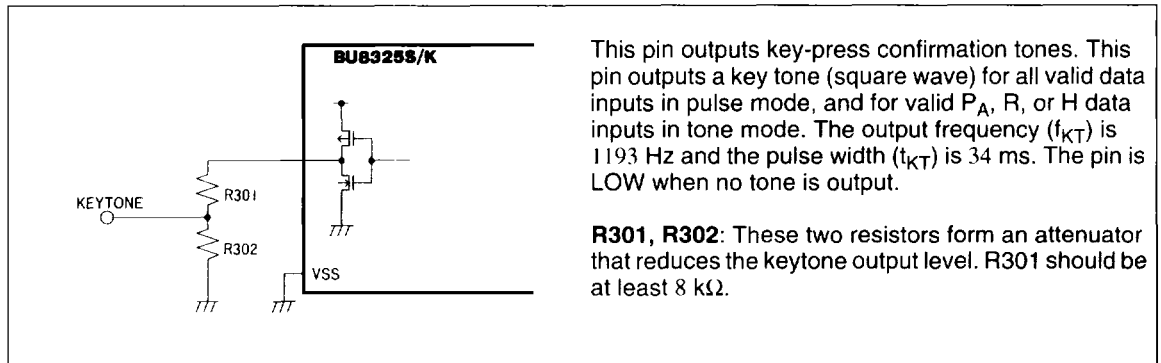 BU8325S/K
KEYTONE
R301
R302
VSS
This pin outputs key-press confirmation tones. This
pin outputs a key tone (square wave) for all valid data
inputs in pulse mode, and for valid PA, R, or H data
inputs in tone mode. The output frequency (fKT) is
1193 Hz and the pulse width (tKT) is 34 ms. The pin is
LOW when no tone is output.
R301, R302: These two resistors form an attenuator
that reduces the keytone output level. R301 should be
at least 8 kΩ.